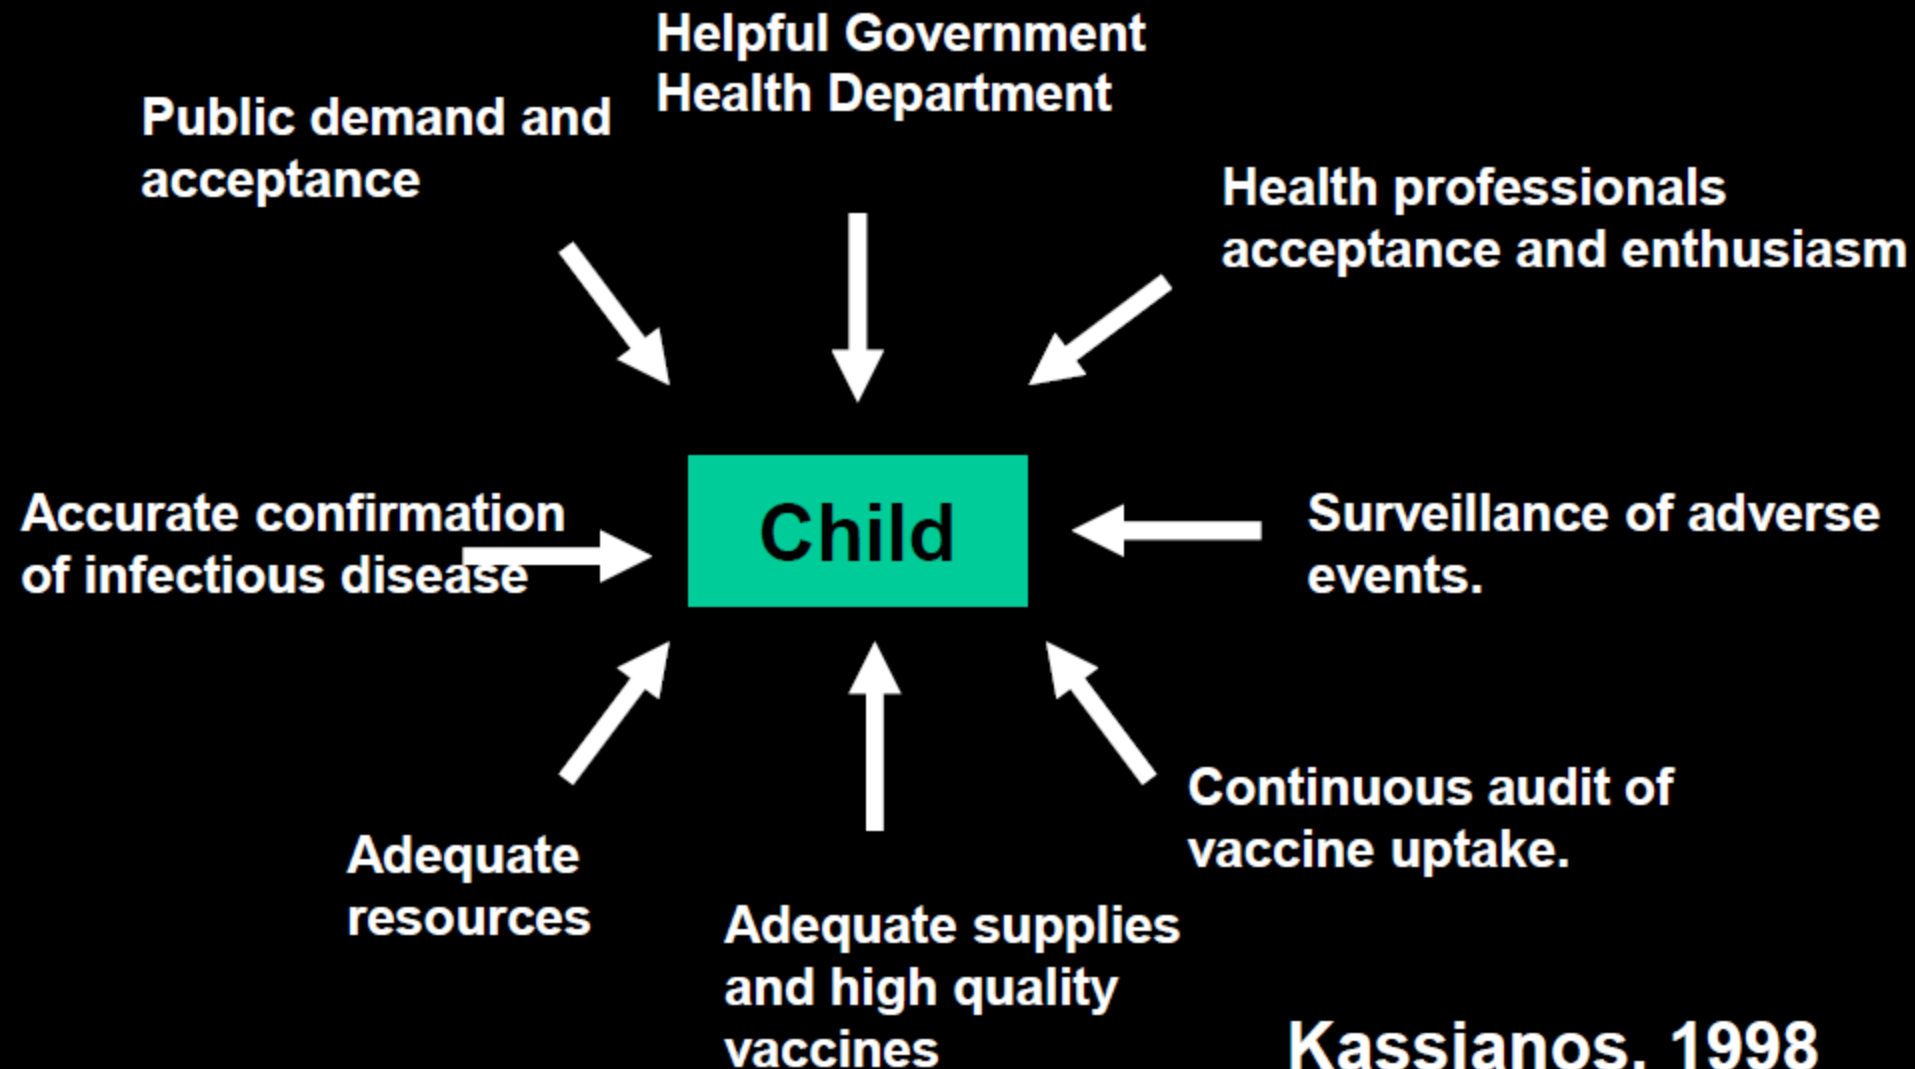 Helpful Government
Health Department
Public demand and
acceptance
Health professionals
acceptance and enthusiasm
Accurate confirmation
of infectious disease
Child
Surveillance of adverse
events.
Continuous audit of
vaccine uptake.
Adequate
resources
Adequate supplies
and high quality
vaccines
Kassianos, 1998